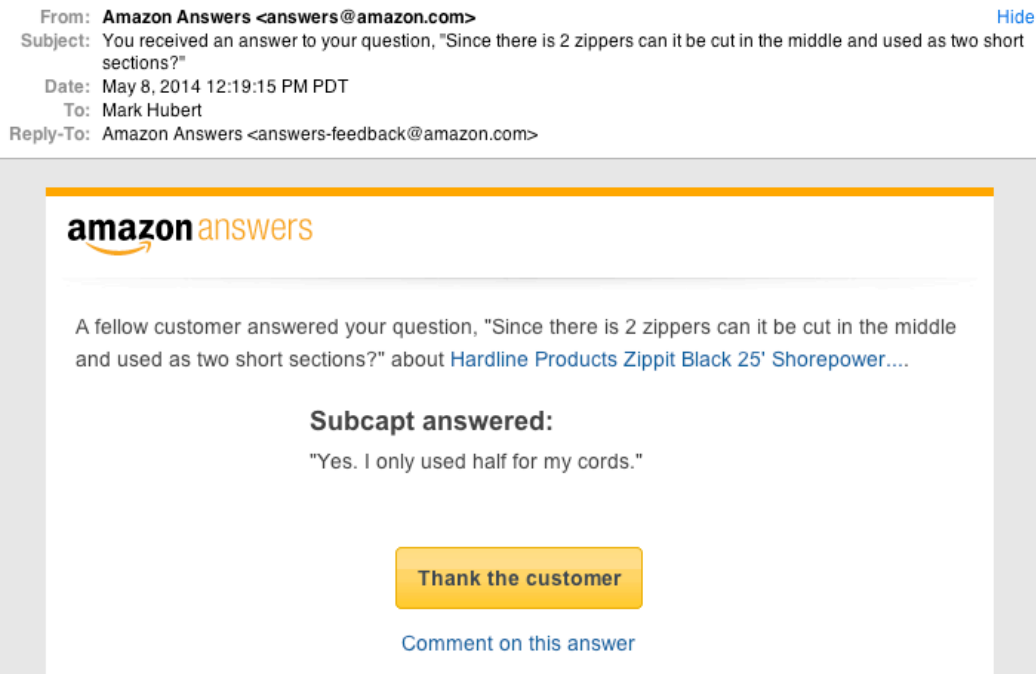 From: Amazon Answers <answers@amazon.com> Hide
Subject: You received an answer to your question, "Since there is 2 zippers can it be cut in the middle and used as two short
sections?"
Date: May 8, 2014 12:19:15 PM PDT
To: Mark Hubert
Reply-To: Amazon Answers <answers-feedback@amazon.com>
amazon answers
A fellow customer answered your question, "Since there is 2 zippers can it be cut in the middle
and used as two short sections?" about Hardline Products Zippit Black 25' Shorepower....
Subcapt answered:
"Yes. I only used half for my cords."
Thank the customer
Comment on this answer